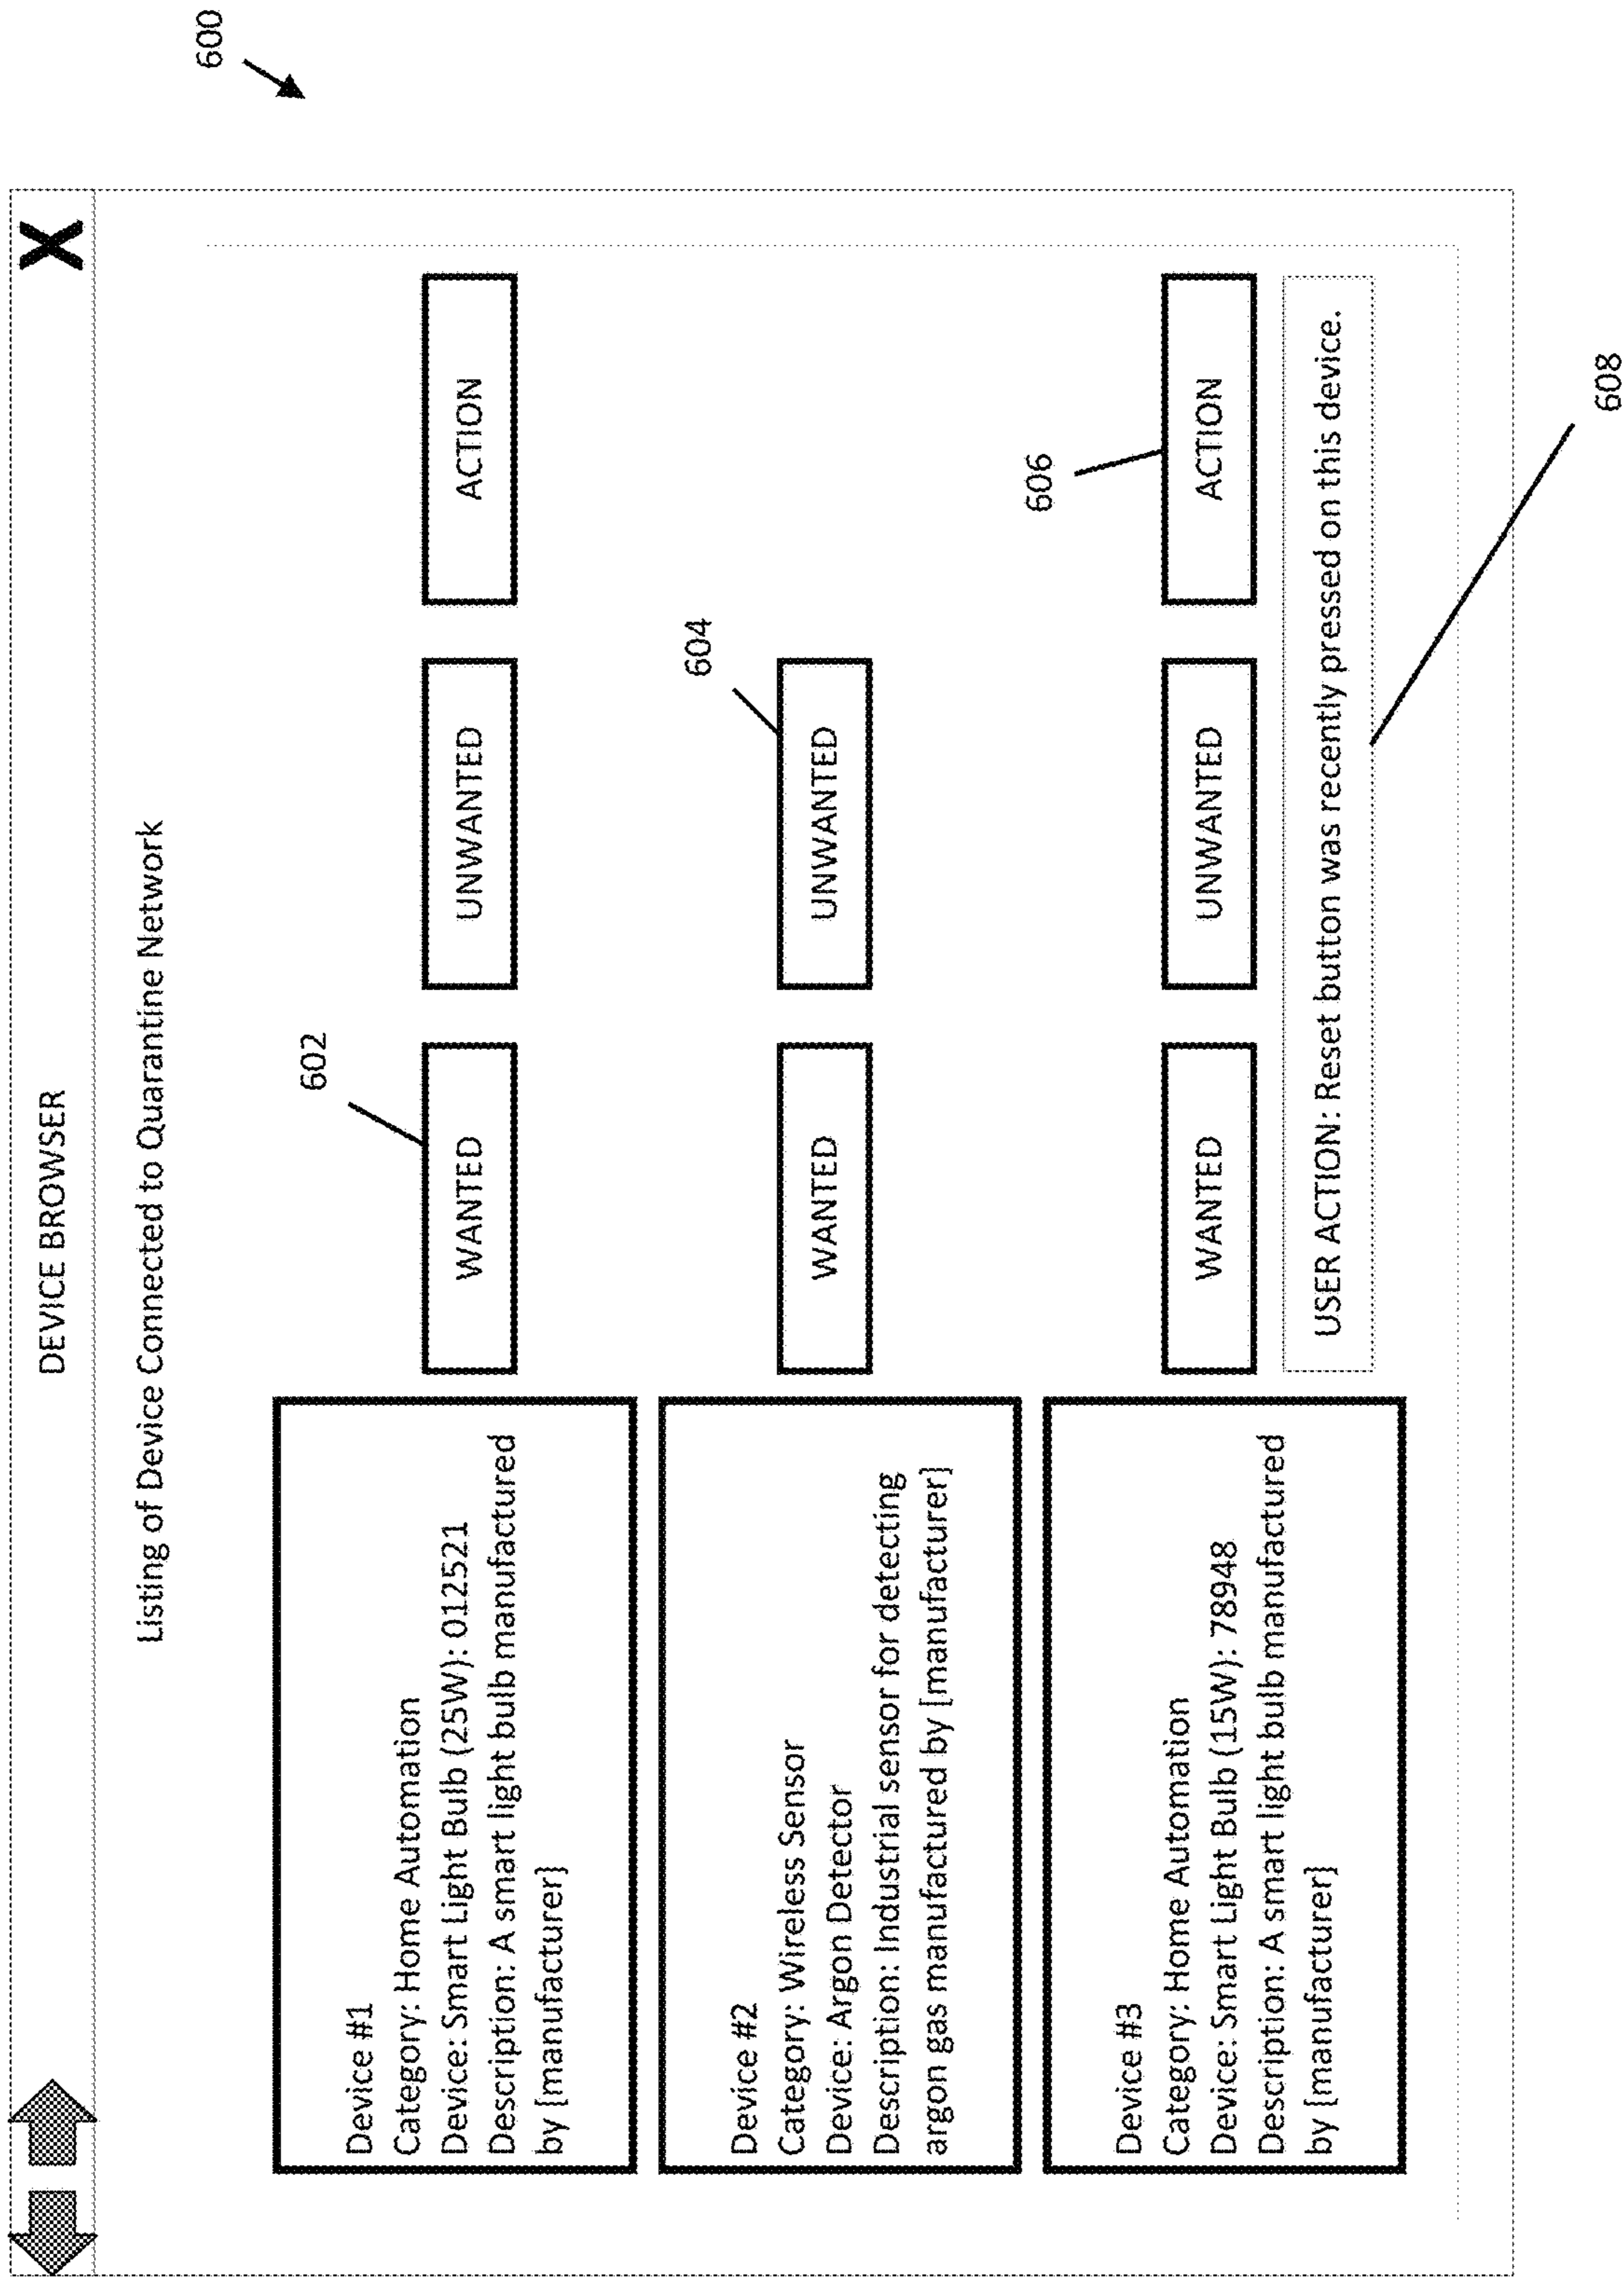 600
DEVICE BROWSER
X
Listing of Device Connected to Quarantine Network
Device #1
Category: Home Automation
Device: Smart Light Bulb (25W): 012521
Description: A smart light bulb manufactured
by [manufacturer]
602
WANTED
UNWANTED
ACTION
Device #2
Category: Wireless Sensor
Device: Argon Detector
Description: Industrial sensor for detecting
argon gas manufactured by [manufacturer]
604
WANTED
UNWANTED
Device #3
Category: Home Automation
Device: Smart Light Bulb (15W): 78948
Description: A smart light bulb manufactured
by [manufacturer]
606
WANTED
UNWANTED
ACTION
USER ACTION: Reset button was recently pressed on this device.
608